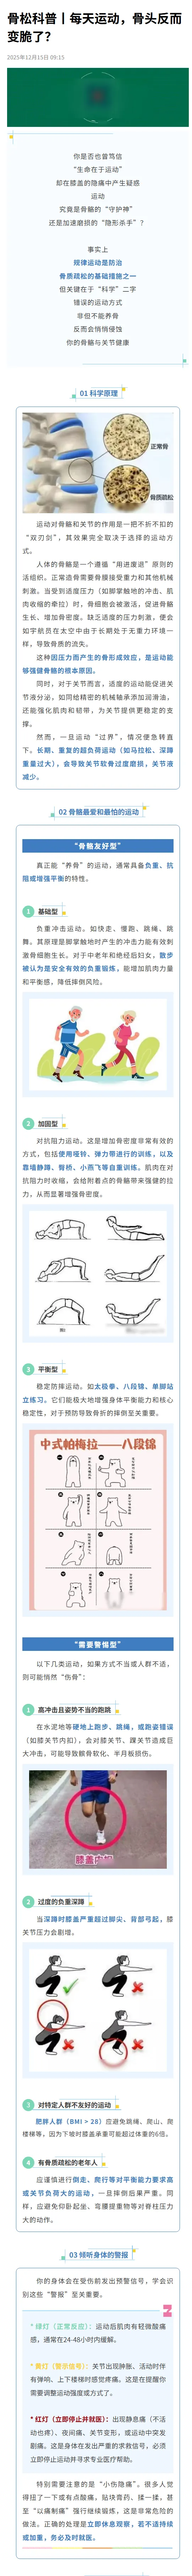 骨松科普丨每天运动，骨头反而
变脆了？
2025年12月15日 09:15
你是否也曾笃信
“生命在于运动”
却在膝盖的隐痛中产生疑惑
运动
究竟是骨骼的“守护神”
还是加速磨损的“隐形杀手”？
事实上
规律运动是防治
骨质疏松的基础措施之一
但关键在于“科学”二字
错误的运动方式
非但不能养骨
反而会悄悄侵蚀
你的骨骼与关节健康
01 科学原理
正常骨
骨质疏松
运动对骨骼和关节的作用是一把不折不扣的
“双刃剑”，其效果完全取决于选择的运动方
式。
人体的骨骼是一个遵循“用进废退”原则的
活组织。正常成骨需要骨膜接受重力和其他机械
刺激。当受到适度压力（如脚掌触地的冲击、肌
肉收缩的牵拉）时，骨细胞会被激活，促进骨骼
生长、增加骨密度。缺乏适度的压力刺激，便会
如宇航员在太空中由于长期处于无重力环境一
样，导致骨质的流失。
这种因压力而产生的骨形成效应，是运动能
够强健骨骼的根本原因。
同时，对于关节而言，适度的运动能促进关
节液分泌，如同给精密的机械轴承添加润滑油，
还能强化肌肉和韧带，为关节提供更稳定的支
撑。
然而，一旦运动“过界”，情况便急转直
下。长期、重复的超负荷运动（如马拉松、深蹲
重量过大），会导致关节软骨过度磨损，关节液
减少。
02 骨骼最爱和最怕的运动
“骨骼友好型”
真正能“养骨”的运动，通常具备负重、抗
阻或增强平衡的特性。
1 基础型
负重冲击运动。如快走、慢跑、跳绳、跳
舞。其原理是脚掌触地时产生的冲击力能有效刺
激骨细胞生长。对于中老年和绝经后妇女，散步
被认为是安全有效的负重锻炼，能增加肌肉力量
和平衡感，降低摔倒风险。
2 加固型
对抗阻力运动。这是增加骨密度非常有效的
方式，包括使用哑铃、弹力带进行的训练，以及
靠墙静蹲、臀桥、小燕飞等自重训练。肌肉在对
抗阻力时收缩，会给附着点的骨骼带来强健的拉
力，从而显著增强骨密度。
3 平衡型
稳定防摔运动。如太极拳、八段锦、单脚站
立练习。它们能极大地增强身体平衡能力和核心
稳定性，对于预防导致骨折的摔倒至关重要。
中式帕梅拉——八段锦
“需要警惕型”
以下几类运动，如果方式不当或人群不适，
则可能悄然“伤骨”：
1 高冲击且姿势不当的跑跳
在水泥地等硬地上跑步、跳绳，或跑姿错误
（如膝关节内扣），会对膝关节、踝关节造成巨
大冲击，可能导致髌骨软化、半月板损伤。
膝盖内扣
2 过度的负重深蹲
当深蹲时膝盖严重超过脚尖、背部弓起，膝
关节压力会剧增。
3 对特定人群不友好的运动
肥胖人群（BMI＞28）应避免跳绳、爬山、爬
楼梯等，因为下坡时膝盖承重可能超过体重的6倍。
4 有骨质疏松的老年人
应谨慎进行倒走、爬行等对平衡能力要求高
或关节负荷大的运动，一旦摔倒后果严重。同
样，应避免仰卧起坐、弯腰提重物等对脊柱压力
大的动作。
03 倾听身体的警报
你的身体会在受伤前发出预警信号，学会识
别这些“警报”至关重要。
* 绿灯（正常反应）：运动后肌肉有轻微酸痛
感，通常在24-48小时内缓解。
* 黄灯（警示信号）：关节出现肿胀、活动时伴
有弹响、上下楼梯时感觉疼痛。这是在提醒你
需要调整运动强度或方式了。
* 红灯（立即停止并就医）：出现静息痛（不活
动也疼）、夜间痛、关节变形，或运动中突发
剧痛。这是身体在发出严重的求救信号，必须
立即停止运动并寻求专业医疗帮助。
特别需要注意的是“小伤隐痛”。很多人觉
得扭了一下或有点酸痛，贴块膏药、揉一揉，甚
至“以痛制痛”强行继续锻炼，这是非常危险的
做法。正确的处理是立即休息观察，若不适持续
或加重，务必及时就医。